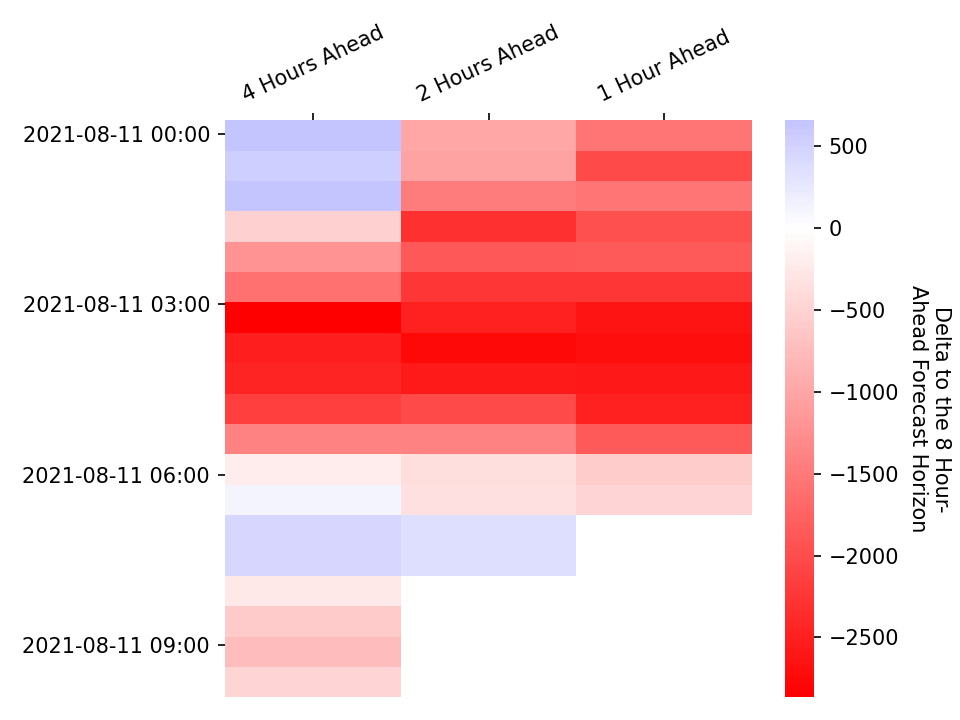 4 Hours Ahead
2 Hours Ahead
1 Hour Ahead
2021-08-11 00:00
2021-08-11 03:00
2021-08-11 06:00
2021-08-11 09:00
500
0
−500
−1000
−1500
−2000
−2500
Delta to the 8 Hour-
Ahead Forecast Horizon